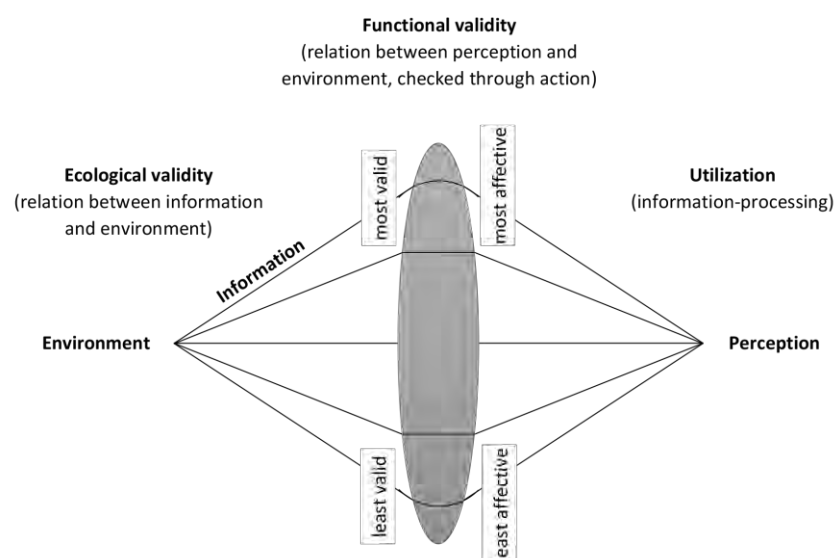 Functional validity
(relation between perception and
environment, checked through action)
Ecological validity
(relation between information
and environment)
most valid
most affective
Utilization
(information-processing)
Information
Environment
Perception
least valid
east affective